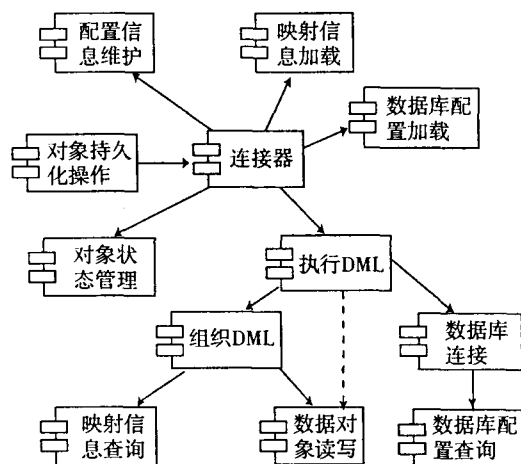 配置信
息维护
映射信
息加载
数据库配
置加载
对象持久
化操作
连接器
对象状
态管理
执行DML
组织DML
数据库
连接
映射信
息查询
数据对
象读写
数据库配
置查询